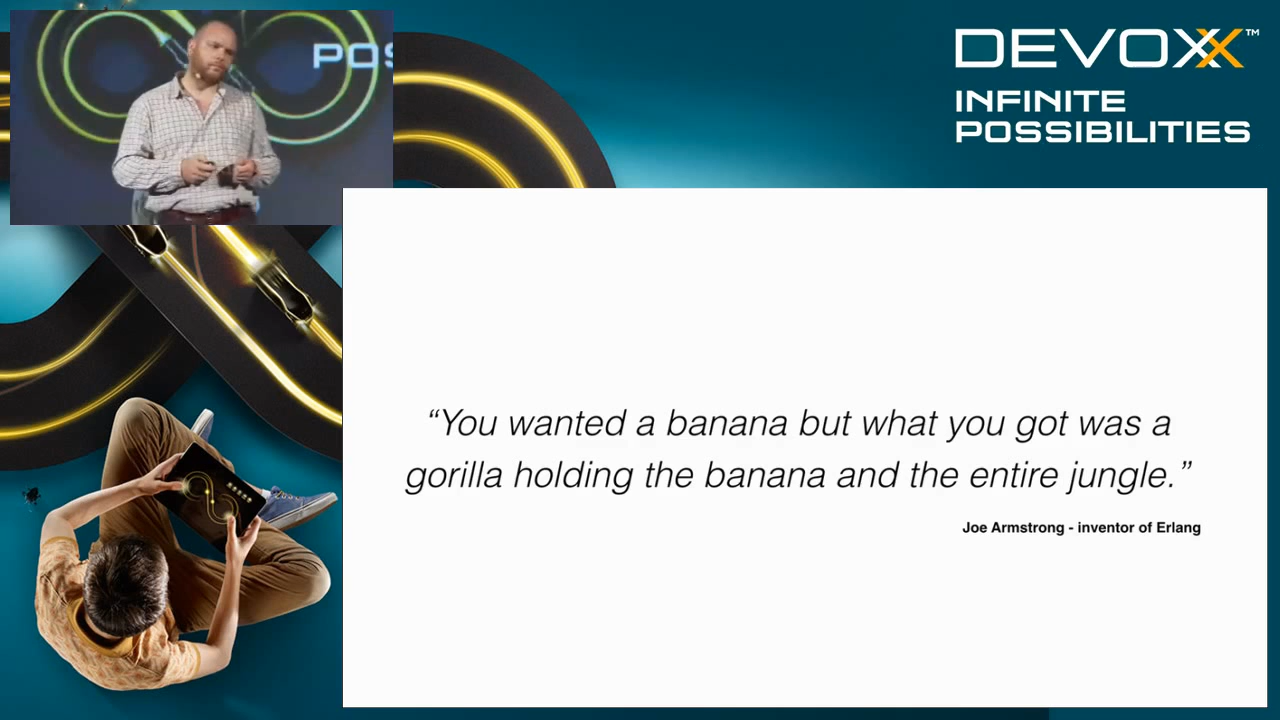 POS
DEVOXX™
INFINITE
POSSIBILITIES
“You wanted a banana but what you got was a
gorilla holding the banana and the entire jungle.”
Joe Armstrong - inventor of Erlang